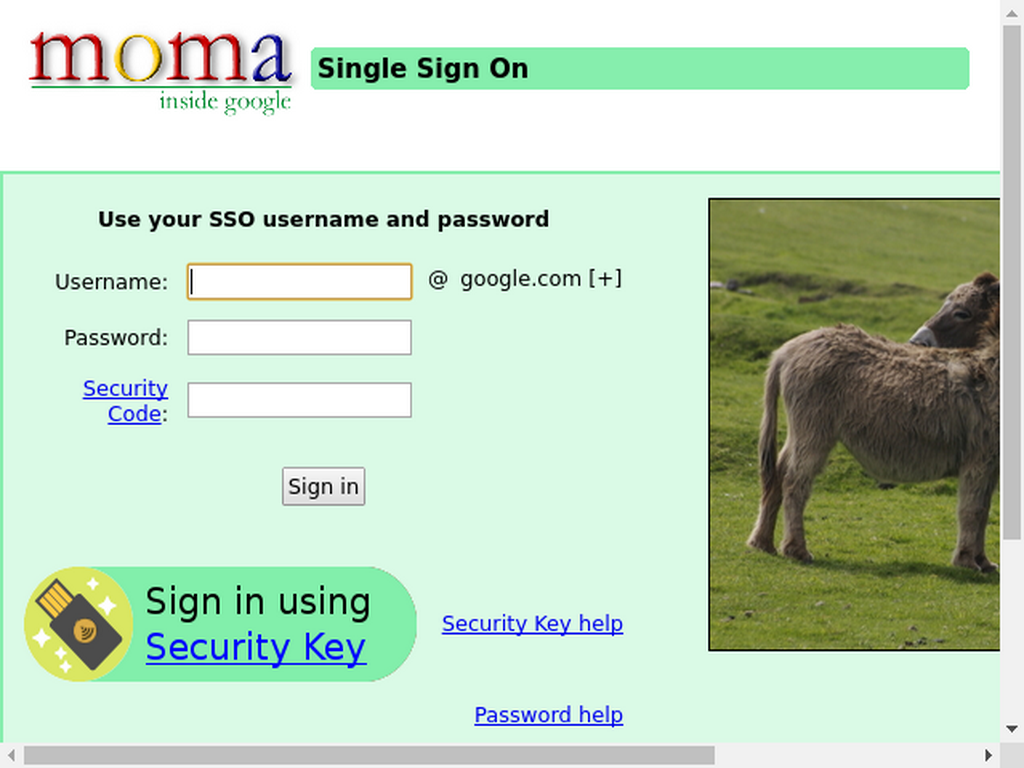 moma
inside google
Single Sign On
Use your SSO username and password
Username:
@ google.com [+]
Password:
Security
Code:
Sign in
Sign in using
Security Key
Security Key help
Password help